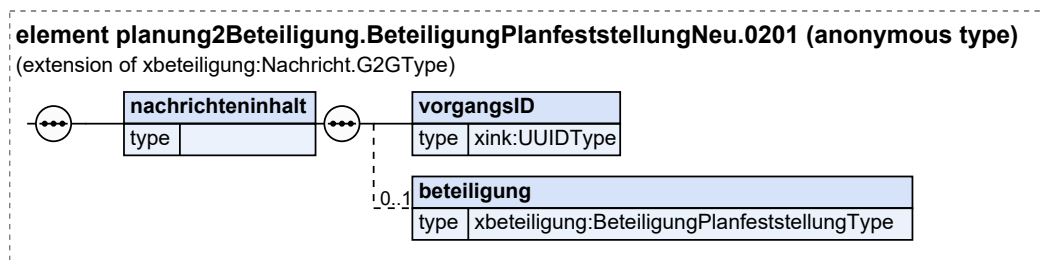 element planung2Beteiligung.BeteiligungPlanfeststellungNeu.0201 (anonymous type)
(extension of xbeteiligung:Nachricht.G2GType)
nachrichteninhalt
type
vorgangsID
type xink:UUIDType
0..1
beteiligung
type xbeteiligung:BeteiligungPlanfeststellungType